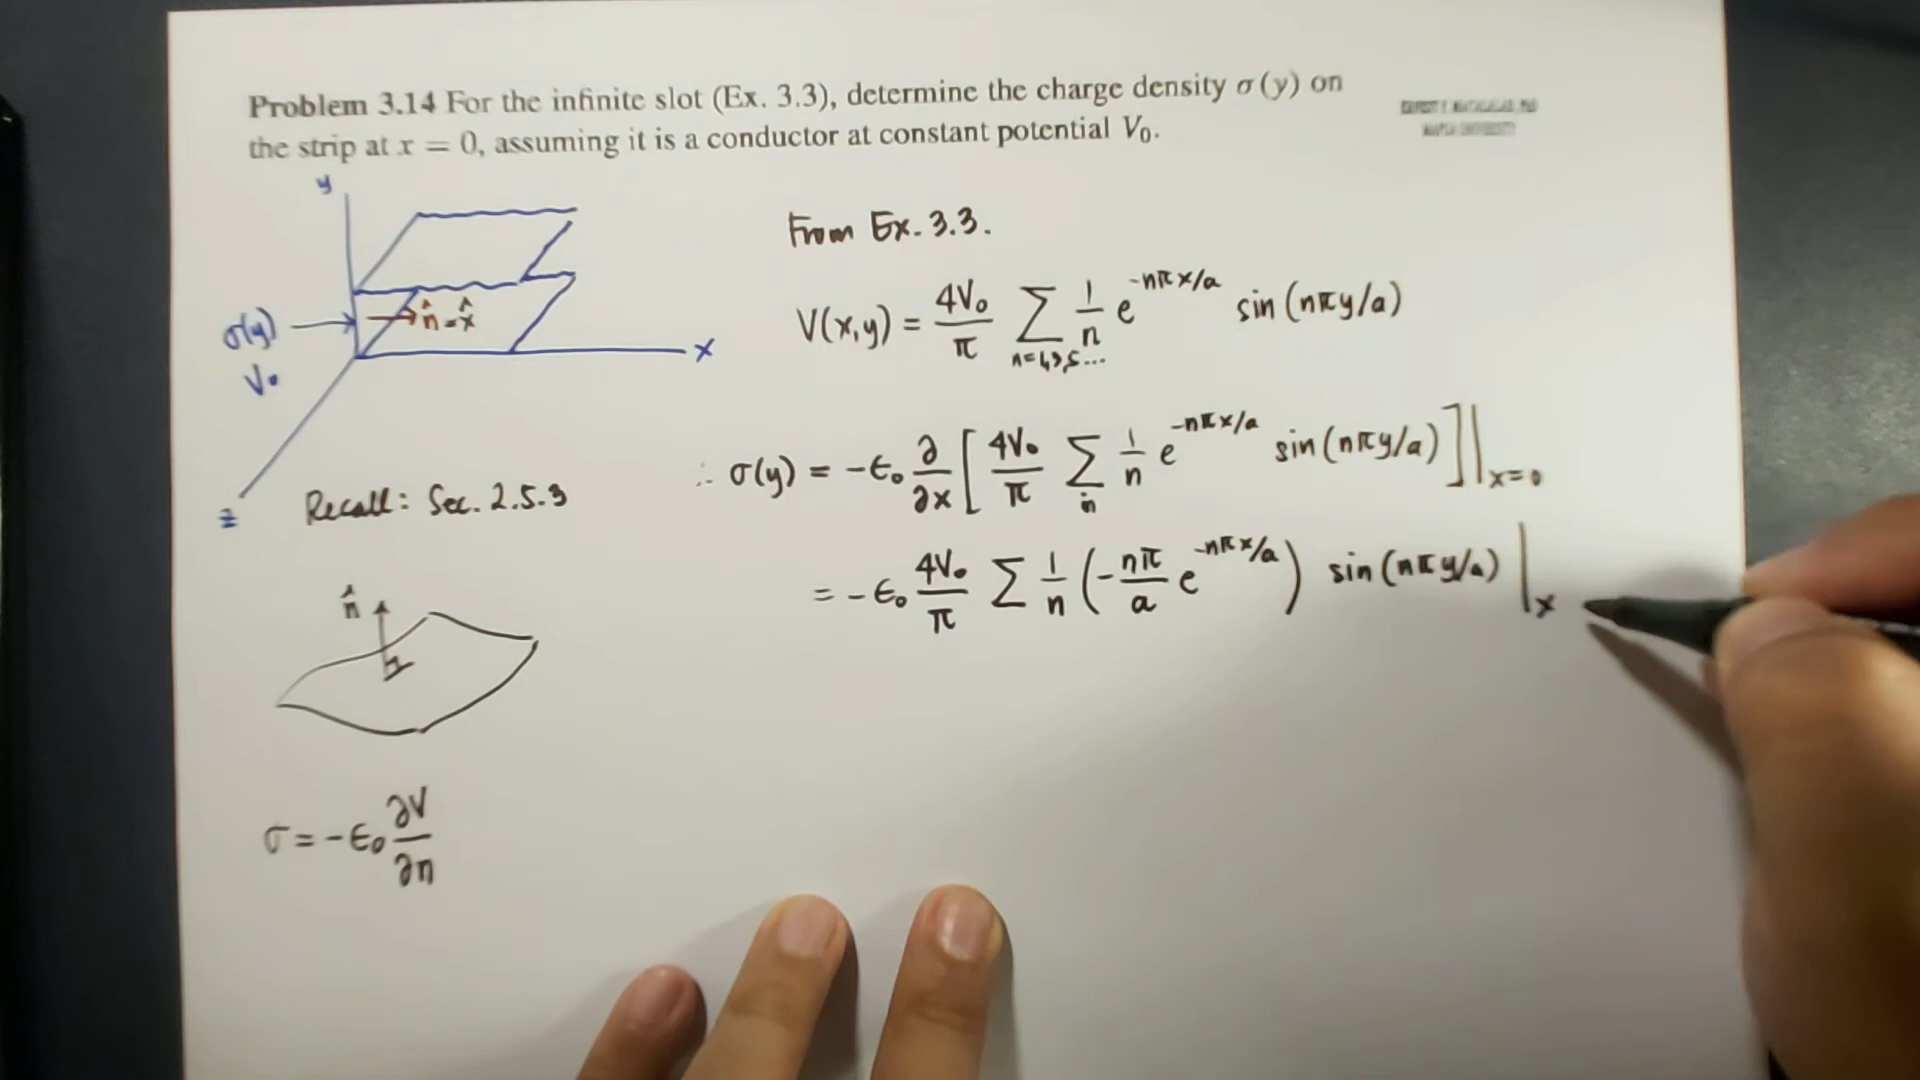 Problem 3.14 For the infinite slot (Ex. 3.3), determine the charge density σ(y) on
the strip at x = 0, assuming it is a conductor at constant potential V₀.
y
σ(y)
V₀
n̂ = x̂
x
z
Recall: Sec. 2.5.3
n̂
σ = -ϵ₀ ∂V/∂n
From Ex. 3.3.
V(x,y) = 4V₀/π Σ n=1,3,5... 1/n e^(-nπx/a) sin(nπy/a)
∴ σ(y) = -ϵ₀ ∂/∂x [4V₀/π Σ n 1/n e^(-nπx/a) sin(nπy/a)]|x=0
= -ϵ₀ 4V₀/π Σ 1/n (-nπ/a e^(-nπx/a)) sin(nπy/a)|x